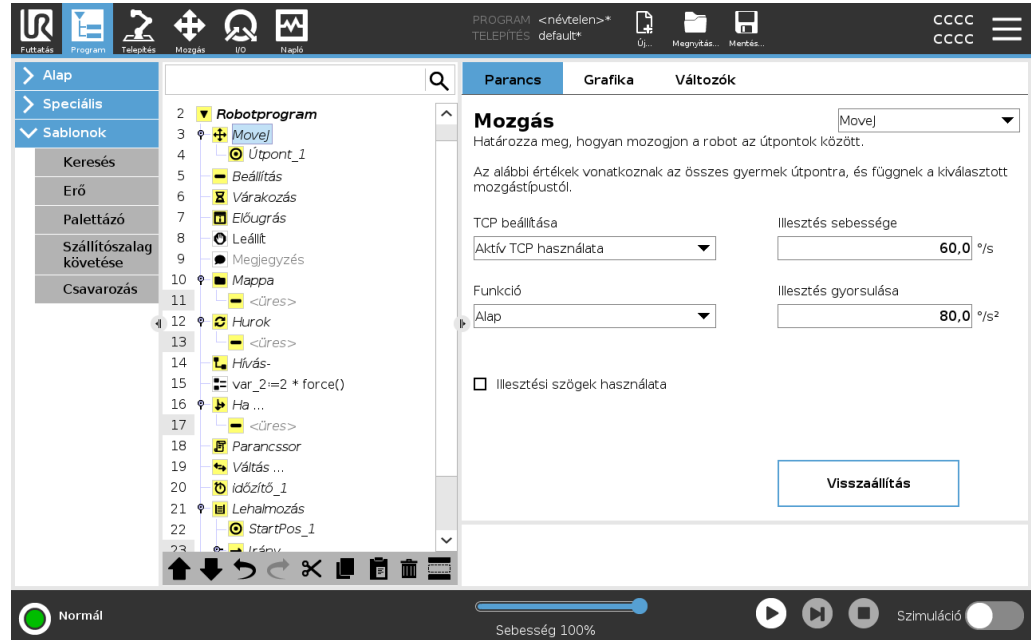 PROGRAM <névtelen>*
TELEPÍTÉS default*
Új...
Megnyitás...
Mentés...
cccc
cccc
Futtatás
Program
Telepítés
Mozgás
I/O
Napló
Alap
Speciális
Sablonok
Keresés
Erő
Palettázó
Szállítószalag
követése
Csavarozás
2 Robotprogram
3 MoveJ
4 Útpont_1
5 Beállítás
6 Várakozás
7 Előugrás
8 Leállít
9 Megjegyzés
10 Mappa
11 <üres>
12 Hurok
13 <üres>
14 Hívás-
15 var_2:=2 * force()
16 Ha ...
17 <üres>
18 Parancssor
19 Váltás ...
20 időzítő_1
21 Lehalmozás
22 StartPos_1
23 Irány
Parancs
Grafika
Változók
Mozgás
MoveJ
Határozza meg, hogyan mozogjon a robot az útpontok között.
Az alábbi értékek vonatkoznak az összes gyermek útpontra, és függnek a kiválasztott
mozgástípustól.
TCP beállítása
Illesztés sebessége
Aktív TCP használata
60,0 °/s
Funkció
Illesztés gyorsulása
Alap
80,0 °/s²
Illesztési szögek használata
Visszaállítás
Normál
Sebesség 100%
Szimuláció